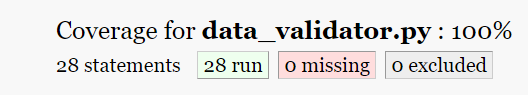 Coverage for data_validator.py : 100%
28 statements 28 run 0 missing 0 excluded